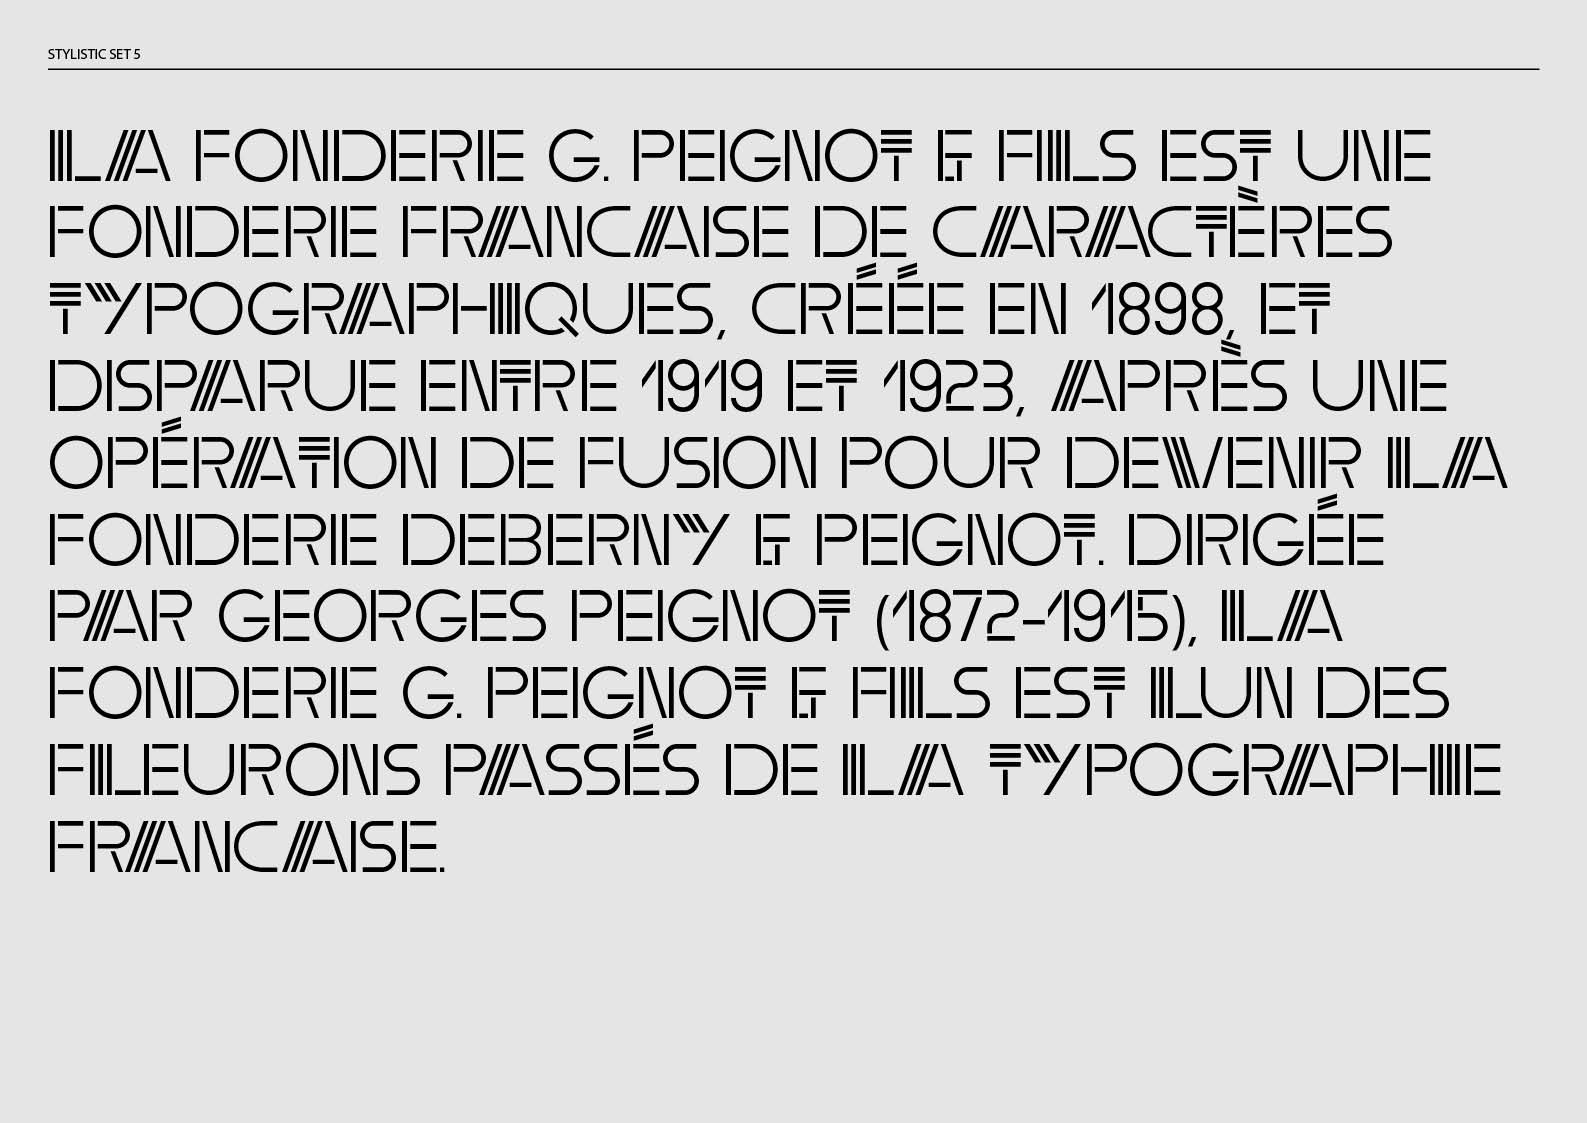 STYLISTIC SET 5
LA FONDERIE G. PEIGNOT & FILS EST UNE
FONDERIE FRANCAISE DE CARACTÈRES
TYPOGRAPHIQUES, CRÉÉE EN 1898, ET
DISPARUE ENTRE 1919 ET 1923, APRÈS UNE
OPÉRATION DE FUSION POUR DEVENIR LA
FONDERIE DEBERNY & PEIGNOT. DIRIGÉE
PAR GEORGES PEIGNOT (1872-1915), LA
FONDERIE G. PEIGNOT & FILS EST LUN DES
FLEURONS PASSÉS DE LA TYPOGRAPHIE
FRANCAISE.